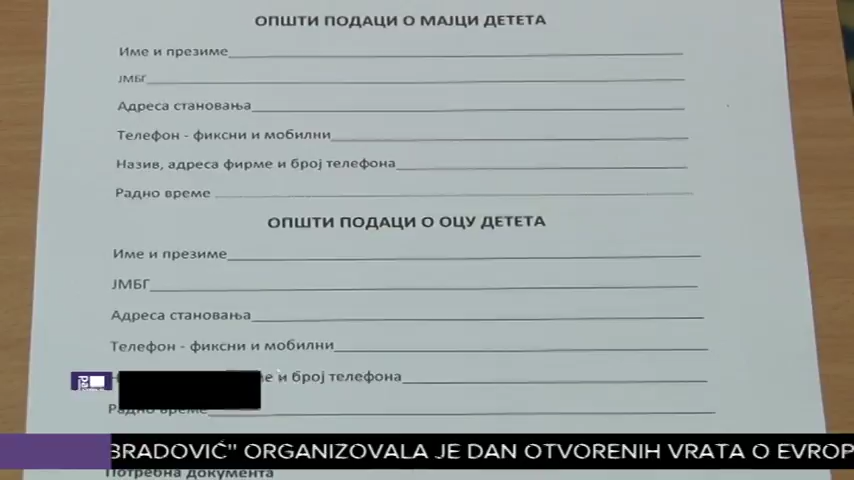 ОПШТИ ПОДАЦИ О МАЈЦИ ДЕТЕТА
Име и презиме
ЈМБГ
Адреса становања
Телефон - фиксни и мобилни
Назив, адреса фирме и број телефона
Радно време
ОПШТИ ПОДАЦИ О ОЦУ ДЕТЕТА
Име и презиме
ЈМБГ
Адреса становања
Телефон - фиксни и мобилни
и број телефона
Радно време
BRADOVIĆ" ORGANIZOVALA JE DAN OTVORENIH VRATA O EVROP
Потребна документа